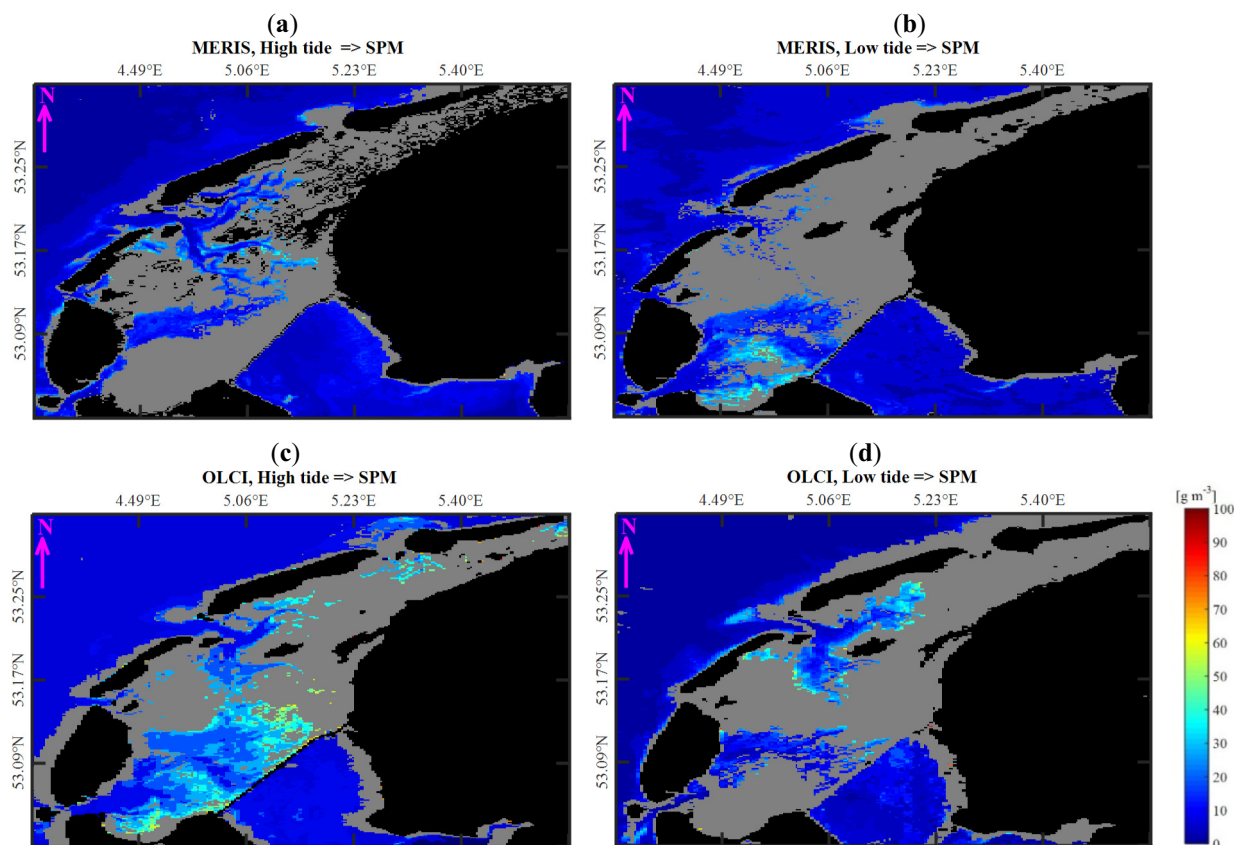 (a)
MERIS, High tide => SPM
4.49°E 5.06°E 5.23°E 5.40°E
N
53.25°N
53.17°N
53.09°N
(b)
MERIS, Low tide => SPM
4.49°E 5.06°E 5.23°E 5.40°E
N
53.25°N
53.17°N
53.09°N
(c)
OLCI, High tide => SPM
4.49°E 5.06°E 5.23°E 5.40°E
N
53.25°N
53.17°N
53.09°N
(d)
OLCI, Low tide => SPM
4.49°E 5.06°E 5.23°E 5.40°E
N
53.25°N
53.17°N
53.09°N
[g m⁻³]
100
90
80
70
60
50
40
30
20
10
0